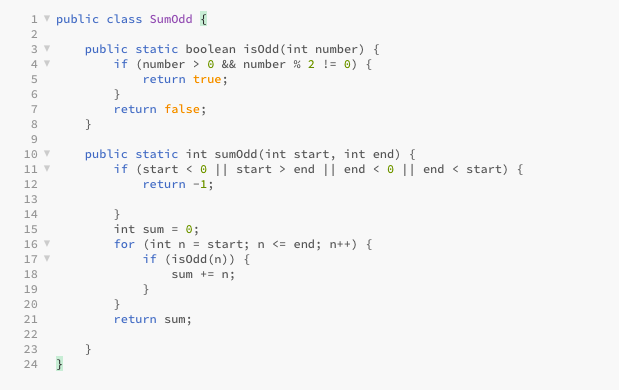 1 public class SumOdd {
2
3     public static boolean isOdd(int number) {
4         if (number > 0 && number % 2 != 0) {
5             return true;
6         }
7         return false;
8     }
9
10     public static int sumOdd(int start, int end) {
11         if (start < 0 || start > end || end < 0 || end < start) {
12             return -1;
13
14         }
15         int sum = 0;
16         for (int n = start; n <= end; n++) {
17             if (isOdd(n)) {
18                 sum += n;
19             }
20         }
21         return sum;
22
23     }
24 }